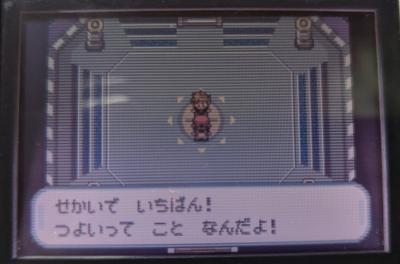 せかいで いちばん！
つよいって こと なんだよ！